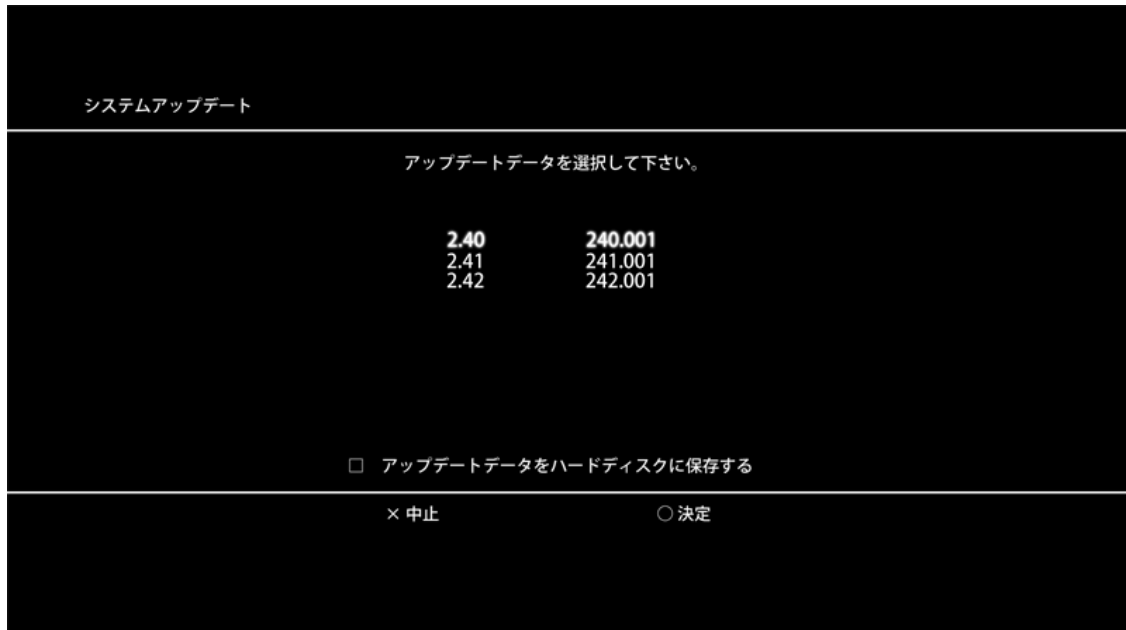 システムアップデート
アップデートデータを選択して下さい。
2.40 240.001
2.41 241.001
2.42 242.001
□ アップデートデータをハードディスクに保存する
× 中止 ○ 決定